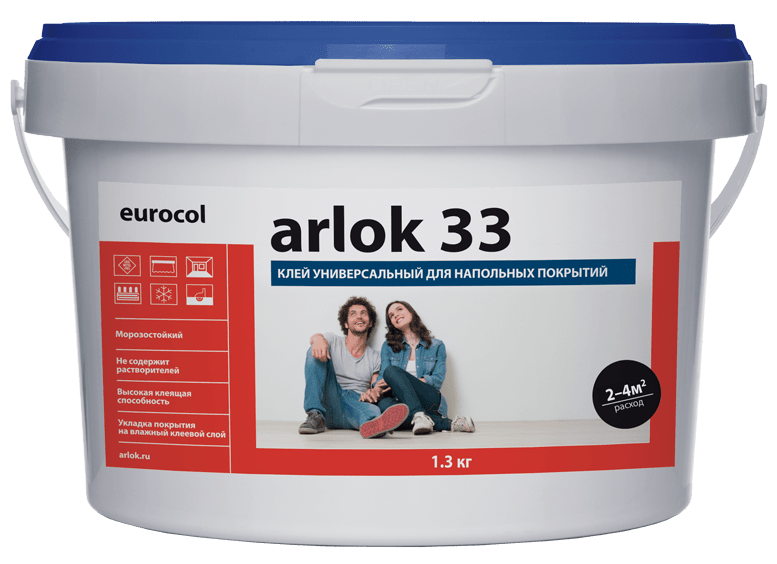 eurocol
arlok 33
КЛЕЙ УНИВЕРСАЛЬНЫЙ ДЛЯ НАПОЛЬНЫХ ПОКРЫТИЙ
Морозостойкий
Не содержит
растворителей
Высокая клеящая
способность
Укладка покрытия
на влажный клеевой слой
arlok.ru
2–4м²
расход
1.3 кг